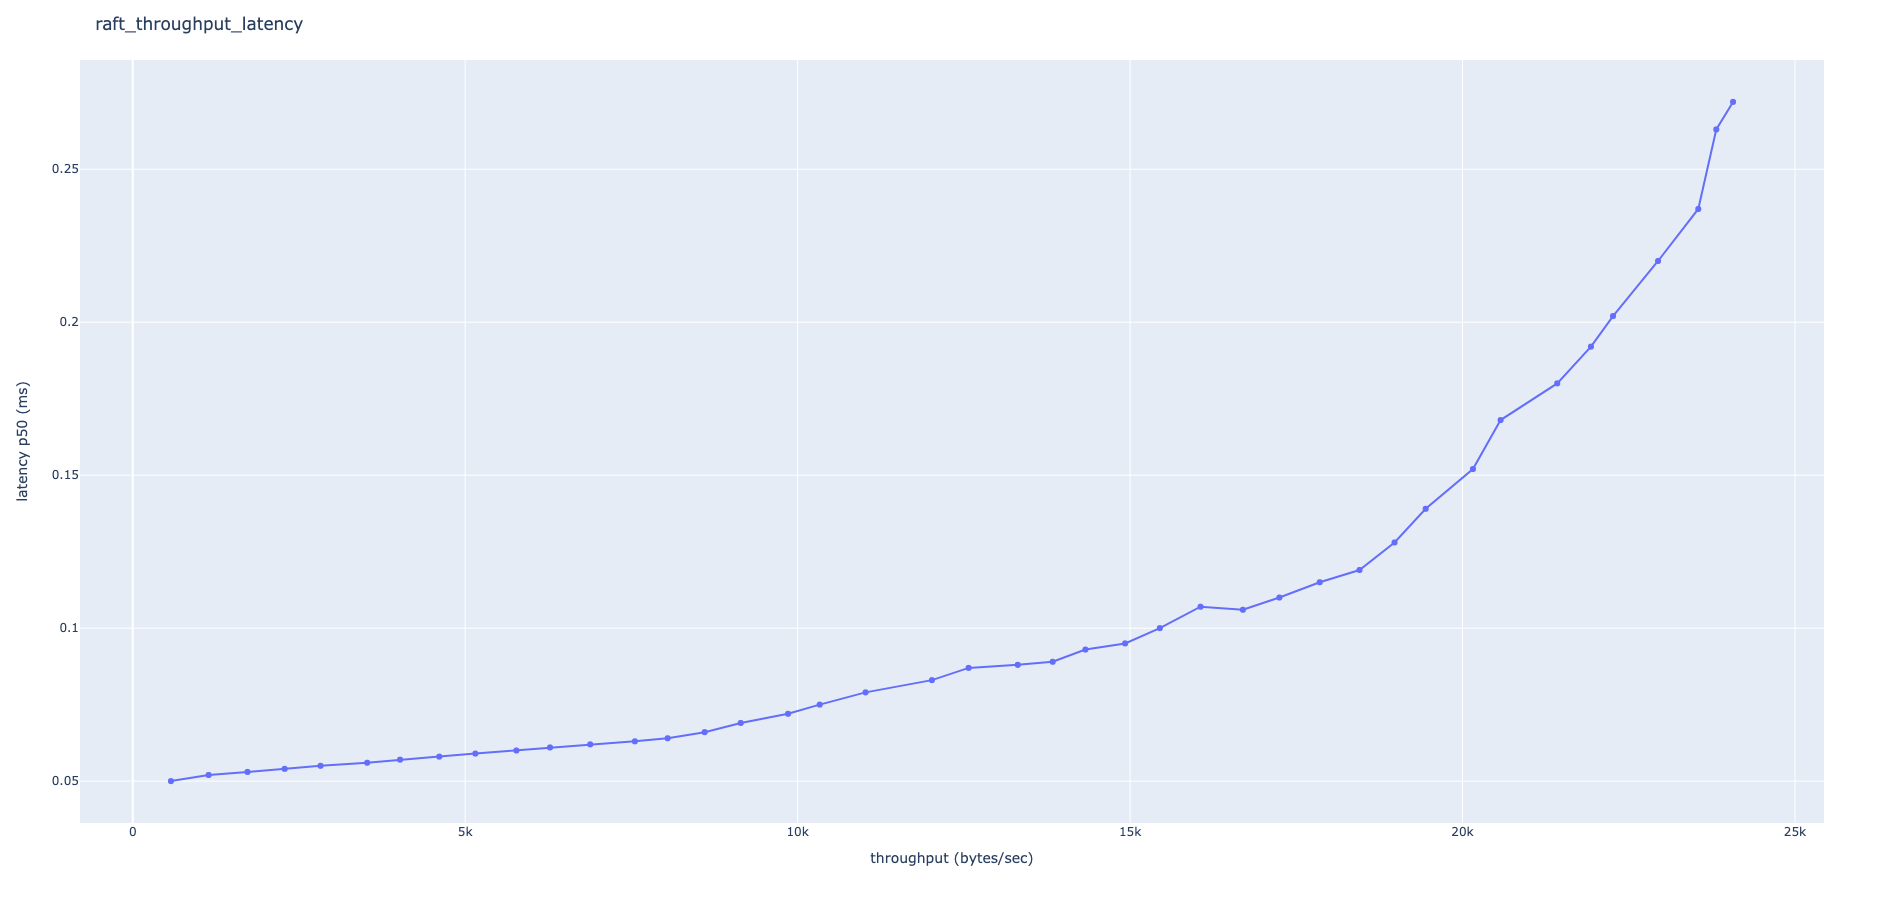 raft_throughput_latency
latency p50 (ms)
0.25
0.2
0.15
0.1
0.05
0 5k 10k 15k 20k 25k
throughput (bytes/sec)